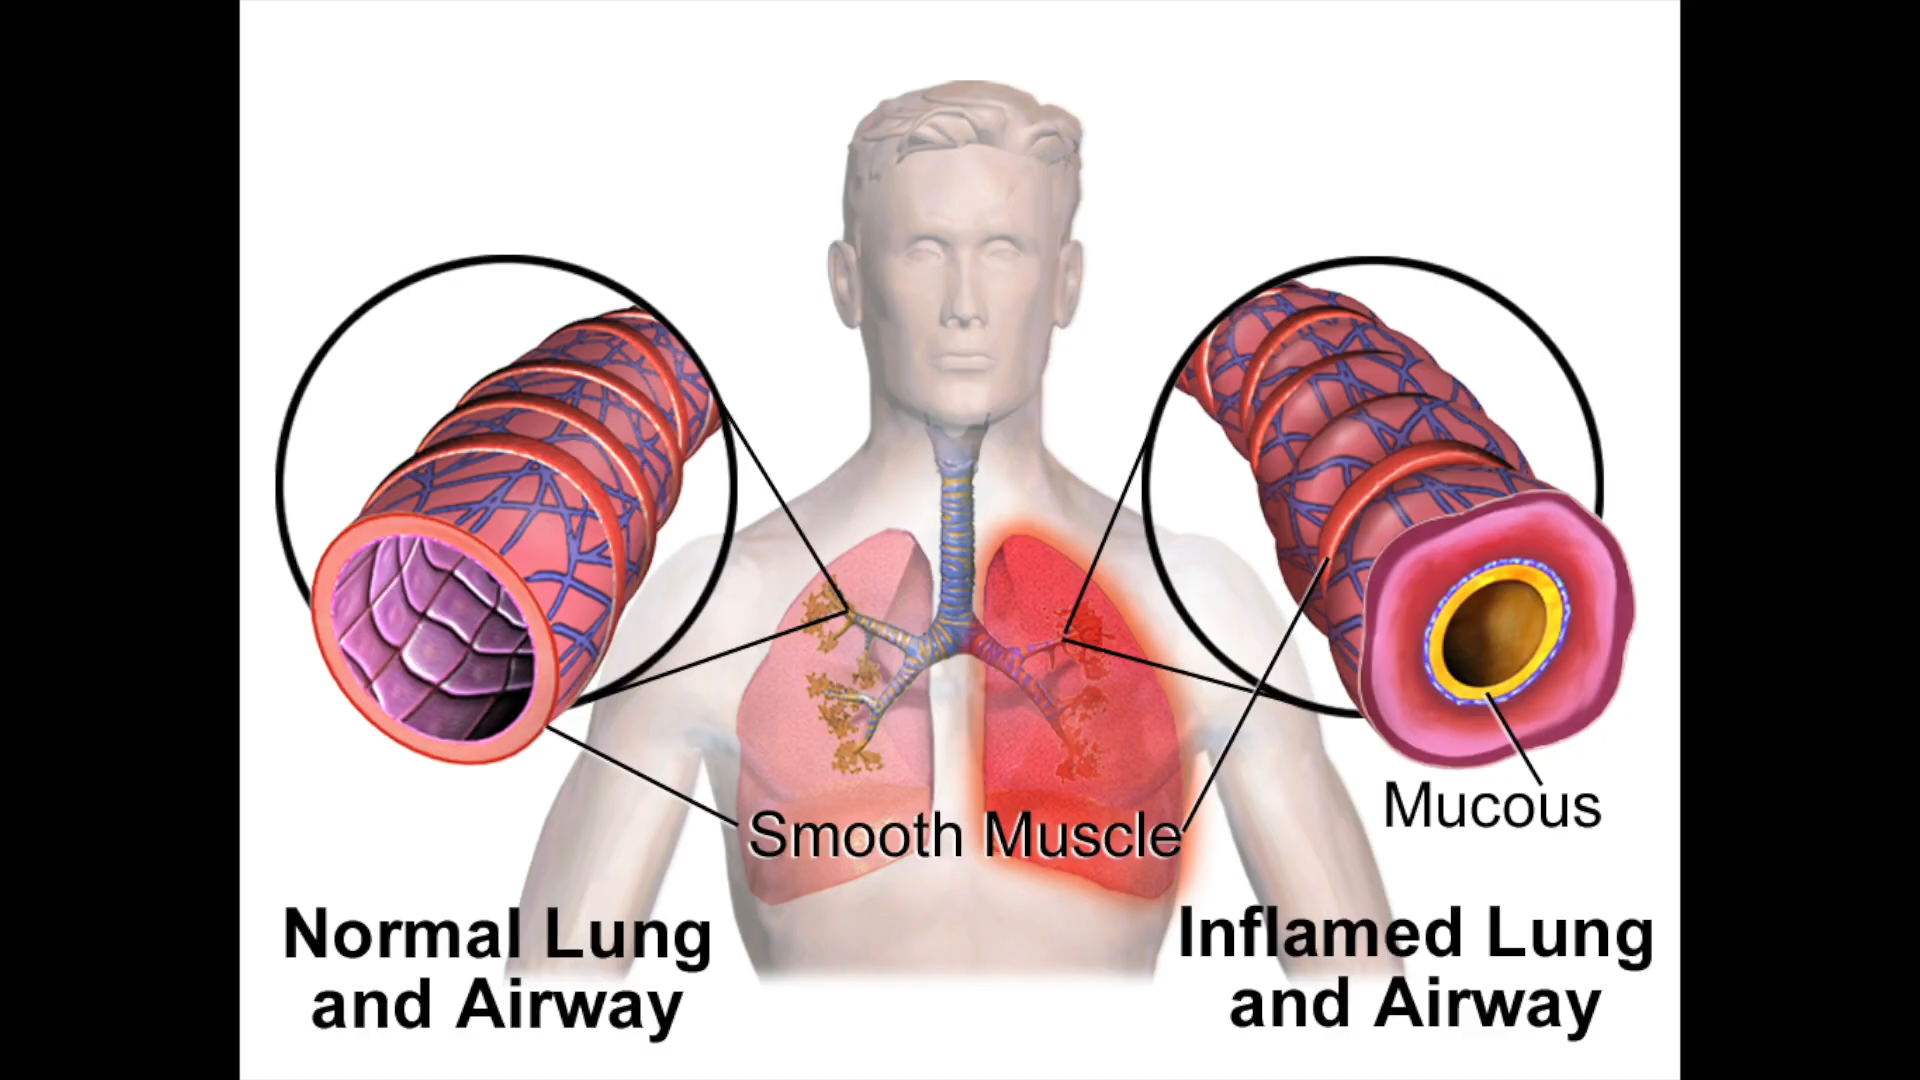 Smooth Muscle
Mucous
Normal Lung
and Airway
Inflamed Lung
and Airway